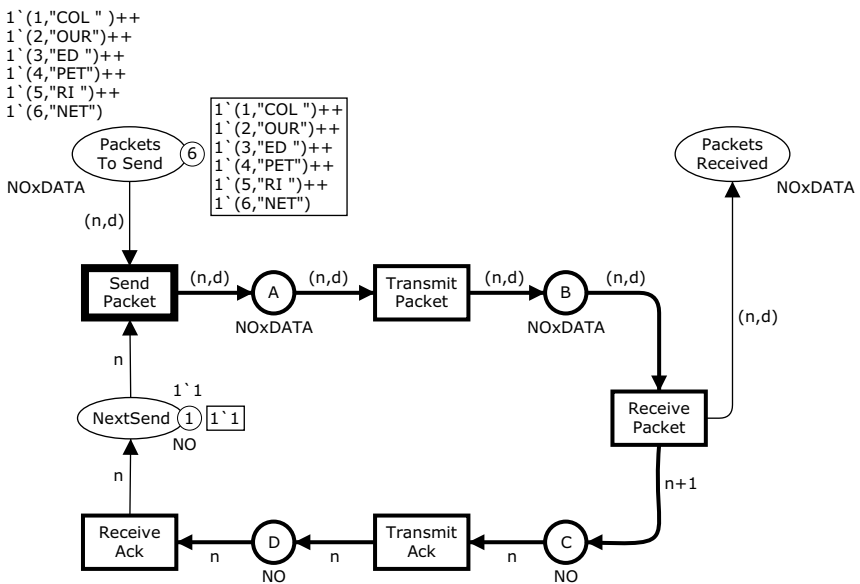 1`(1,"COL " )++
1`(2,"OUR")++
1`(3,"ED ")++
1`(4,"PET")++
1`(5,"RI ")++
1`(6,"NET")
Packets
To Send
6
1`(1,"COL ")++
1`(2,"OUR")++
1`(3,"ED ")++
1`(4,"PET")++
1`(5,"RI ")++
1`(6,"NET")
NOxDATA
Packets
Received
NOxDATA
(n,d)
Send
Packet
(n,d)
A
NOxDATA
(n,d)
Transmit
Packet
(n,d)
B
NOxDATA
(n,d)
(n,d)
n
1`1
NextSend
1
1`1
NO
Receive
Packet
n
n+1
Receive
Ack
n
D
NO
n
Transmit
Ack
n
C
NO